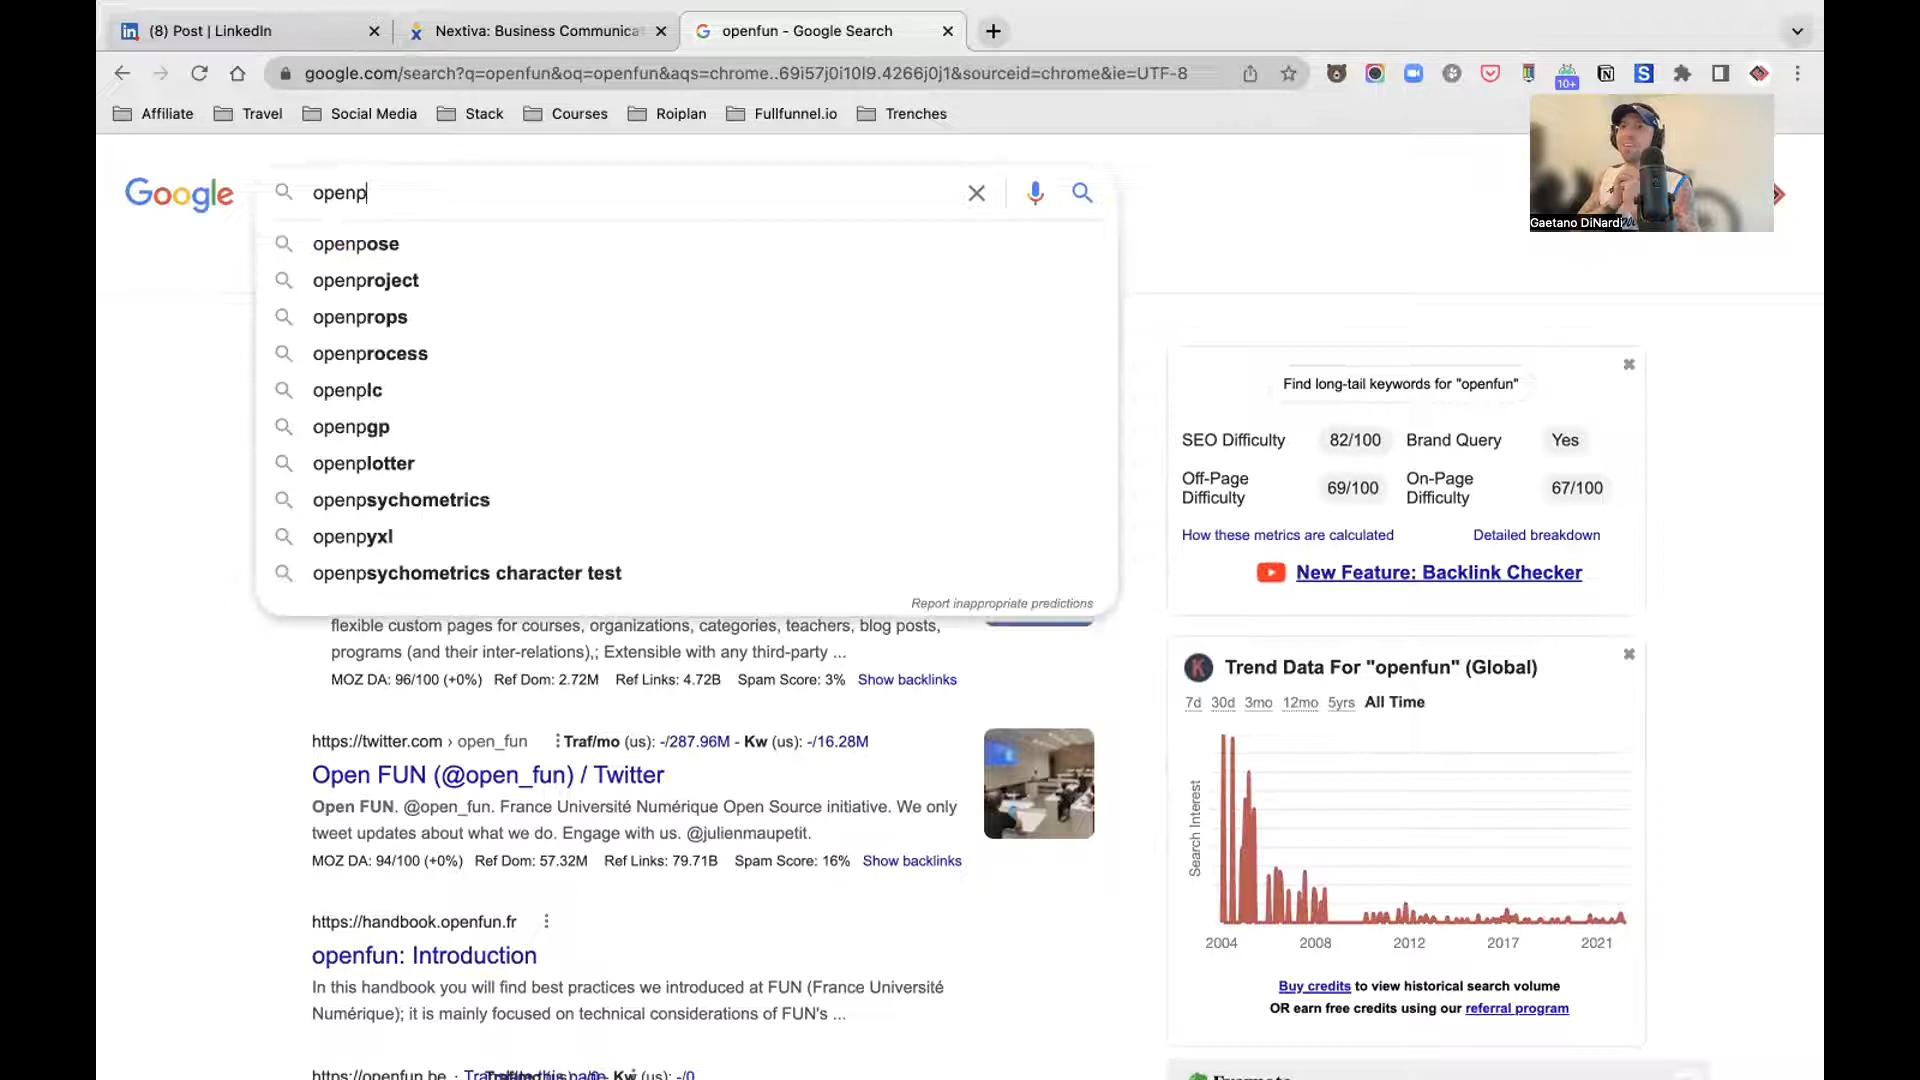 (8) Post | LinkedIn
Nextiva: Business Communicat
openfun - Google Search
google.com/search?q=openfun&oq=openfun&aqs=chrome..69i57j0i10l9.4266j0j1&sourceid=chrome&ie=UTF-8
10+
Affiliate
Travel
Social Media
Stack
Courses
Roiplan
Fullfunnel.io
Trenches
Gaetano DiNardi
Google
openp
openpose
openproject
openprops
openprocess
openplc
openpgp
openplotter
openpsychometrics
openpyxl
openpsychometrics character test
Report inappropriate predictions
flexible custom pages for courses, organizations, categories, teachers, blog posts,
programs (and their inter-relations),; Extensible with any third-party ...
MOZ DA: 96/100 (+0%) Ref Dom: 2.72M Ref Links: 4.72B Spam Score: 3% Show backlinks
https://twitter.com › open_fun Traf/mo (us): -/287.96M - Kw (us): -/16.28M
Open FUN (@open_fun) / Twitter
Open FUN. @open_fun. France Université Numérique Open Source initiative. We only
tweet updates about what we do. Engage with us. @julienmaupetit.
MOZ DA: 94/100 (+0%) Ref Dom: 57.32M Ref Links: 79.71B Spam Score: 16% Show backlinks
https://handbook.openfun.fr
openfun: Introduction
In this handbook you will find best practices we introduced at FUN (France Université
Numérique); it is mainly focused on technical considerations of FUN's ...
https://openfun.be · Kw (us): -/0
Find long-tail keywords for "openfun"
SEO Difficulty 82/100 Brand Query Yes
Off-Page Difficulty 69/100 On-Page Difficulty 67/100
How these metrics are calculated Detailed breakdown
New Feature: Backlink Checker
K
Trend Data For "openfun" (Global)
7d 30d 3mo 12mo 5yrs All Time
Search Interest
2004 2008 2012 2017 2021
Buy credits to view historical search volume
OR earn free credits using our referral program